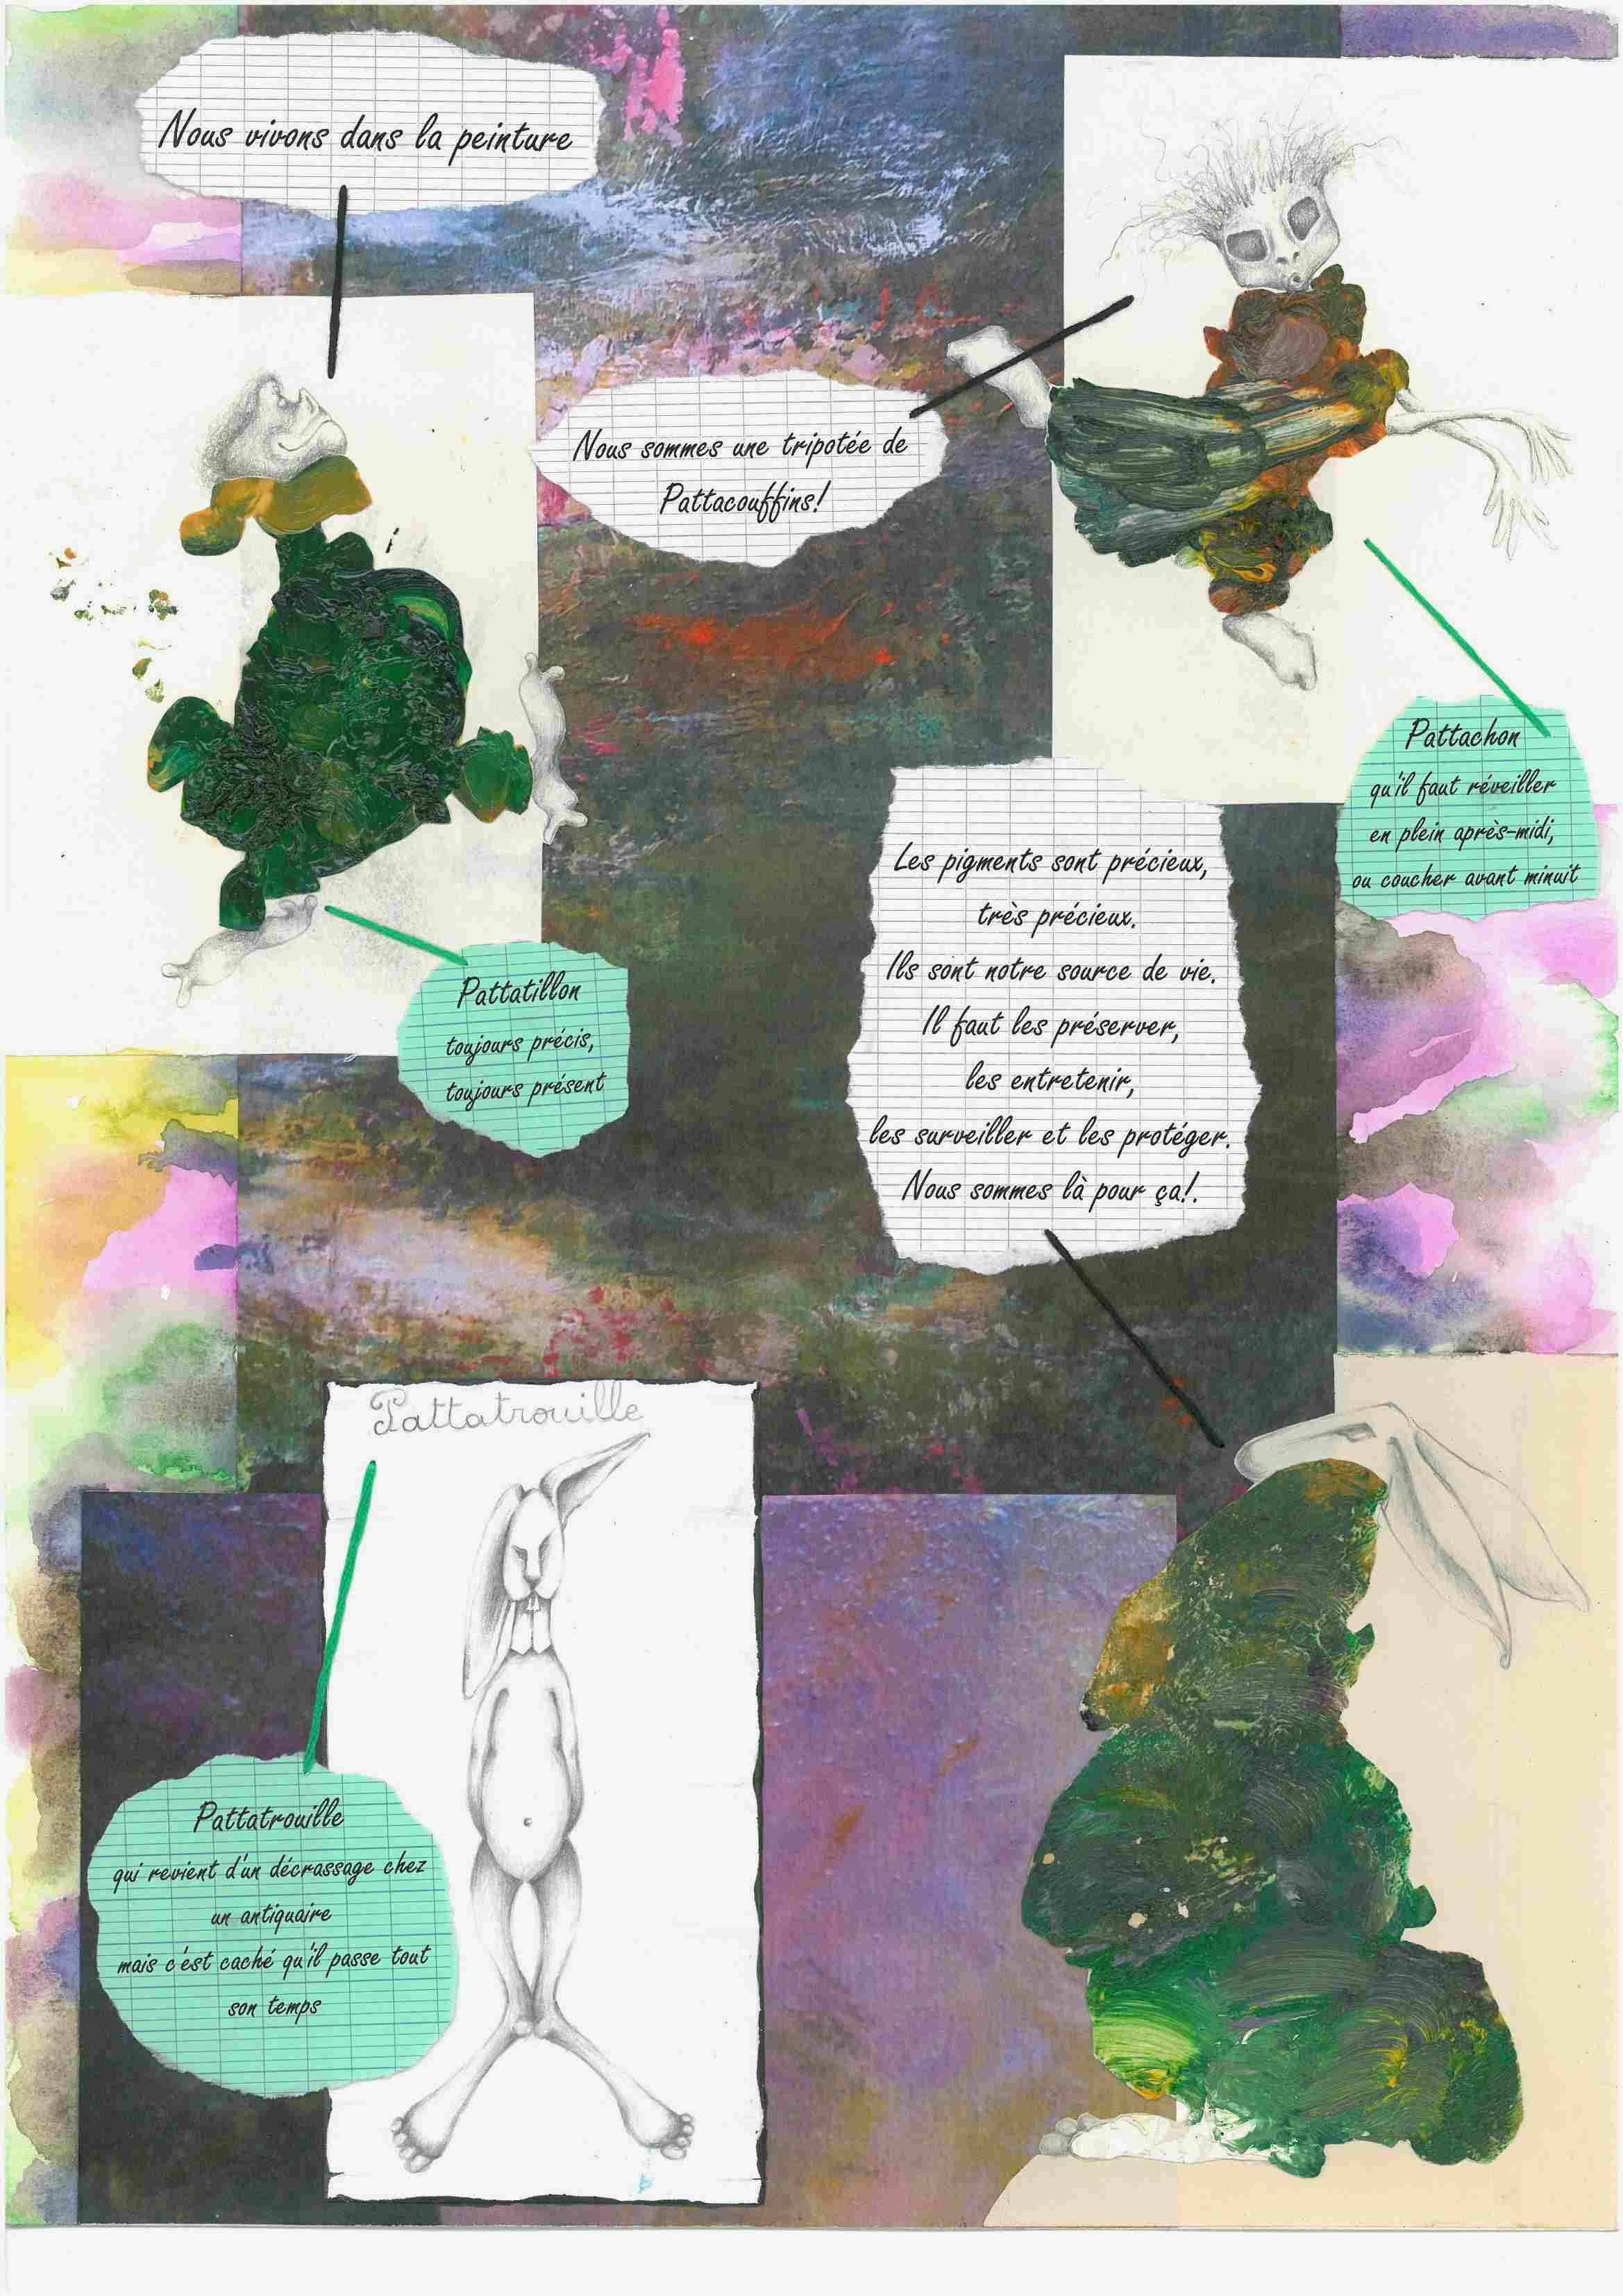 Nous vivons dans la peinture
Nous sommes une tripotée de
Pattacouffins!
Pattachon
qu'il faut réveiller
en plein après-midi,
ou coucher avant minuit
Les pigments sont précieux,
très précieux.
Ils sont notre source de vie.
Il faut les préserver,
les entretenir,
les surveiller et les protéger.
Nous sommes là pour ça!.
Pattatillon
toujours précis,
toujours présent
Pattatrouille
Pattatrouille
qui revient d'un décrassage chez
un antiquaire
mais c'est caché qu'il passe tout
son temps